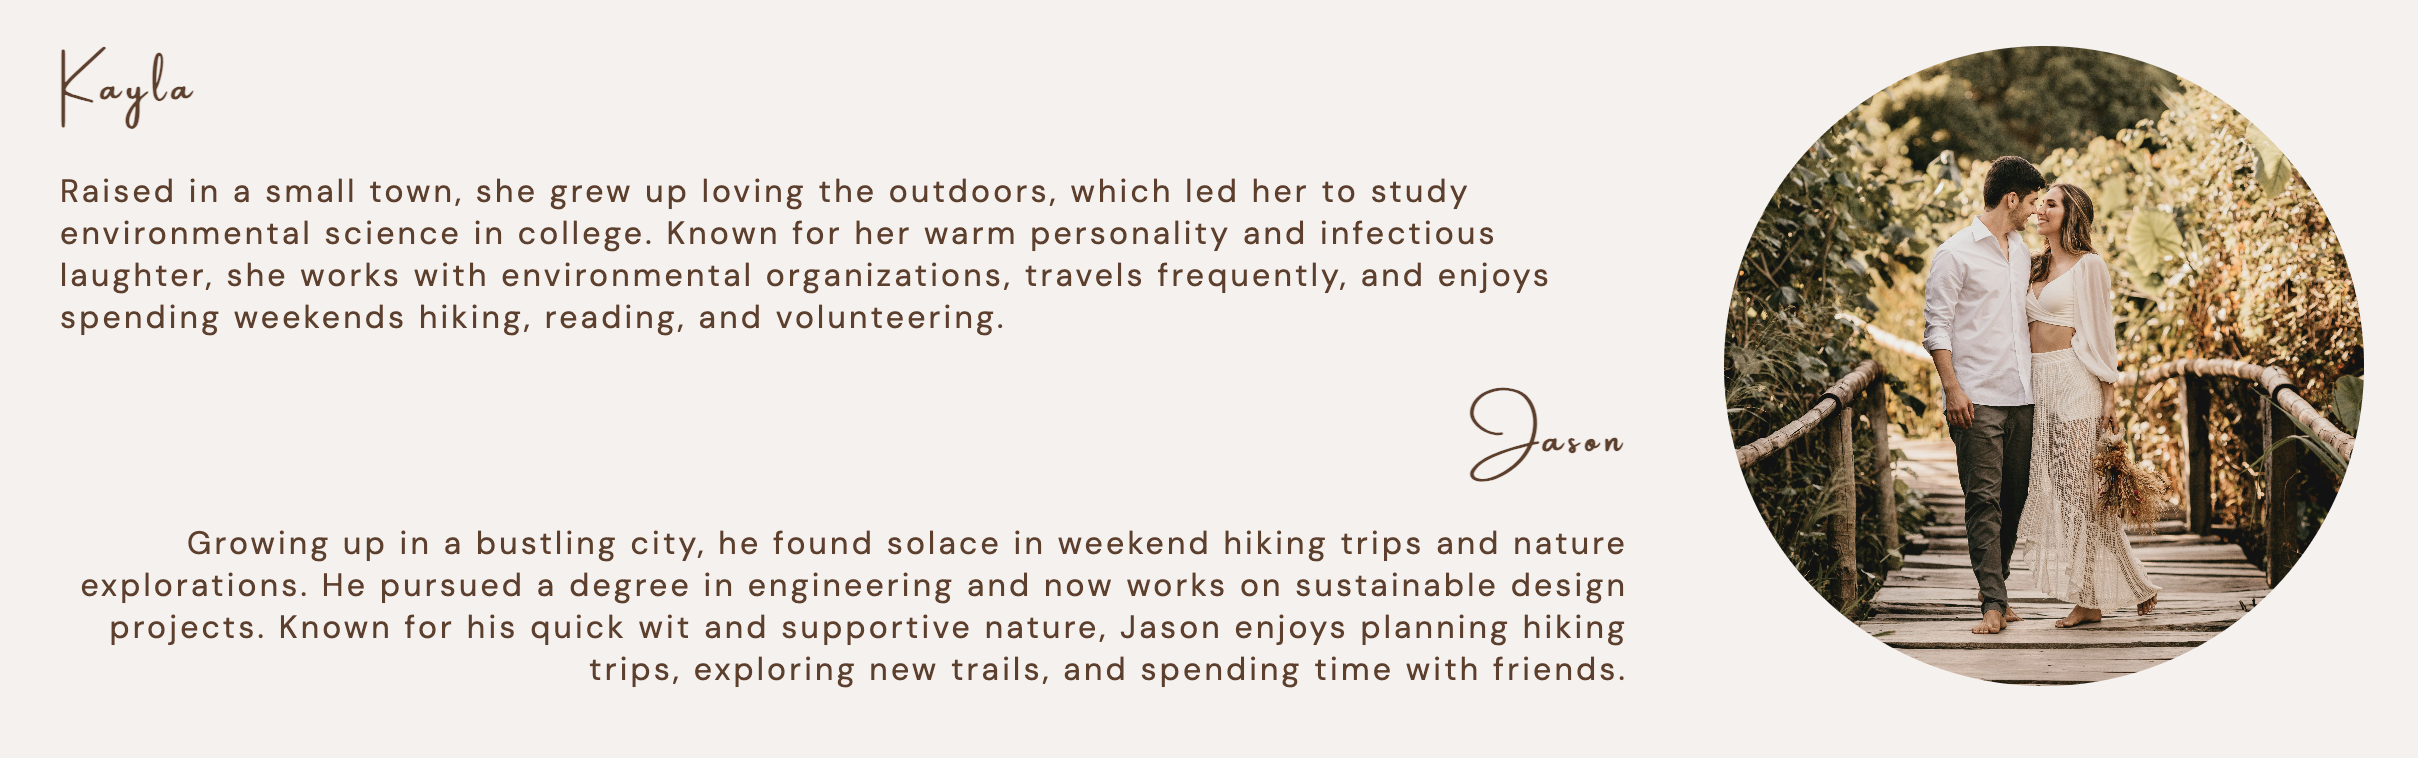 Kayla
Raised in a small town, she grew up loving the outdoors, which led her to study
environmental science in college. Known for her warm personality and infectious
laughter, she works with environmental organizations, travels frequently, and enjoys
spending weekends hiking, reading, and volunteering.
Jason
Growing up in a bustling city, he found solace in weekend hiking trips and nature
explorations. He pursued a degree in engineering and now works on sustainable design
projects. Known for his quick wit and supportive nature, Jason enjoys planning hiking
trips, exploring new trails, and spending time with friends.